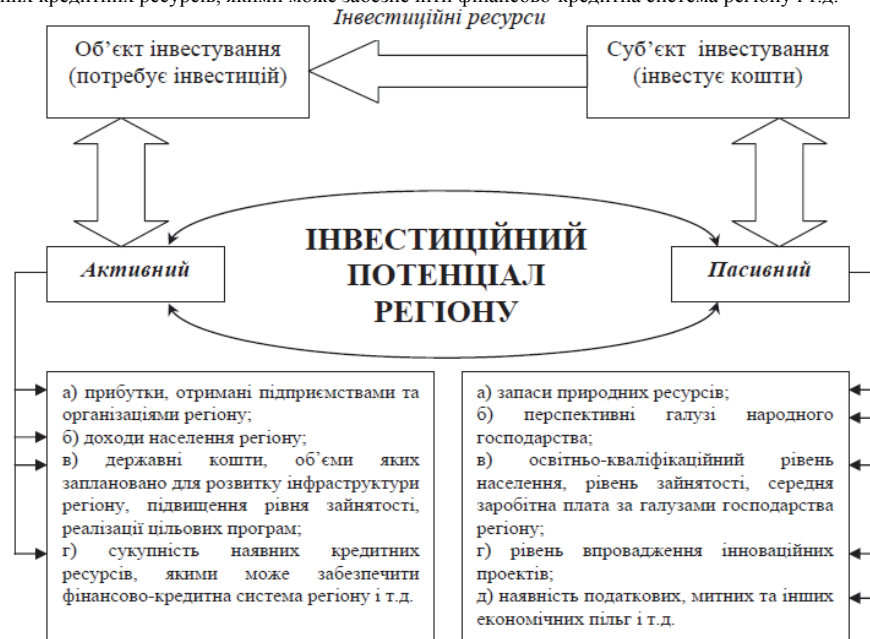 них кредитних ресурсів, якими може забезпечити фінансово-кредитна система регіону і т.д.
Інвестиційні ресурси
Об’єкт інвестування
(потребує інвестицій)
Суб’єкт інвестування
(інвестує кошти)
ІНВЕСТИЦІЙНИЙ
ПОТЕНЦІАЛ
РЕГІОНУ
Активний
Пасивний
а) прибутки, отримані підприємствами та
організаціями регіону;
б) доходи населення регіону;
в) державні кошти, об’єми яких
заплановано для розвитку інфраструктури
регіону, підвищення рівня зайнятості,
реалізації цільових програм;
г) сукупність наявних кредитних
ресурсів, якими може забезпечити
фінансово-кредитна система регіону і т.д.
а) запаси природних ресурсів;
б) перспективні галузі народного
господарства;
в) освітньо-кваліфікаційний рівень
населення, рівень зайнятості, середня
заробітна плата за галузами господарства
регіону;
г) рівень впровадження інноваційних
проектів;
д) наявність податкових, митних та інших
економічних пільг і т.д.